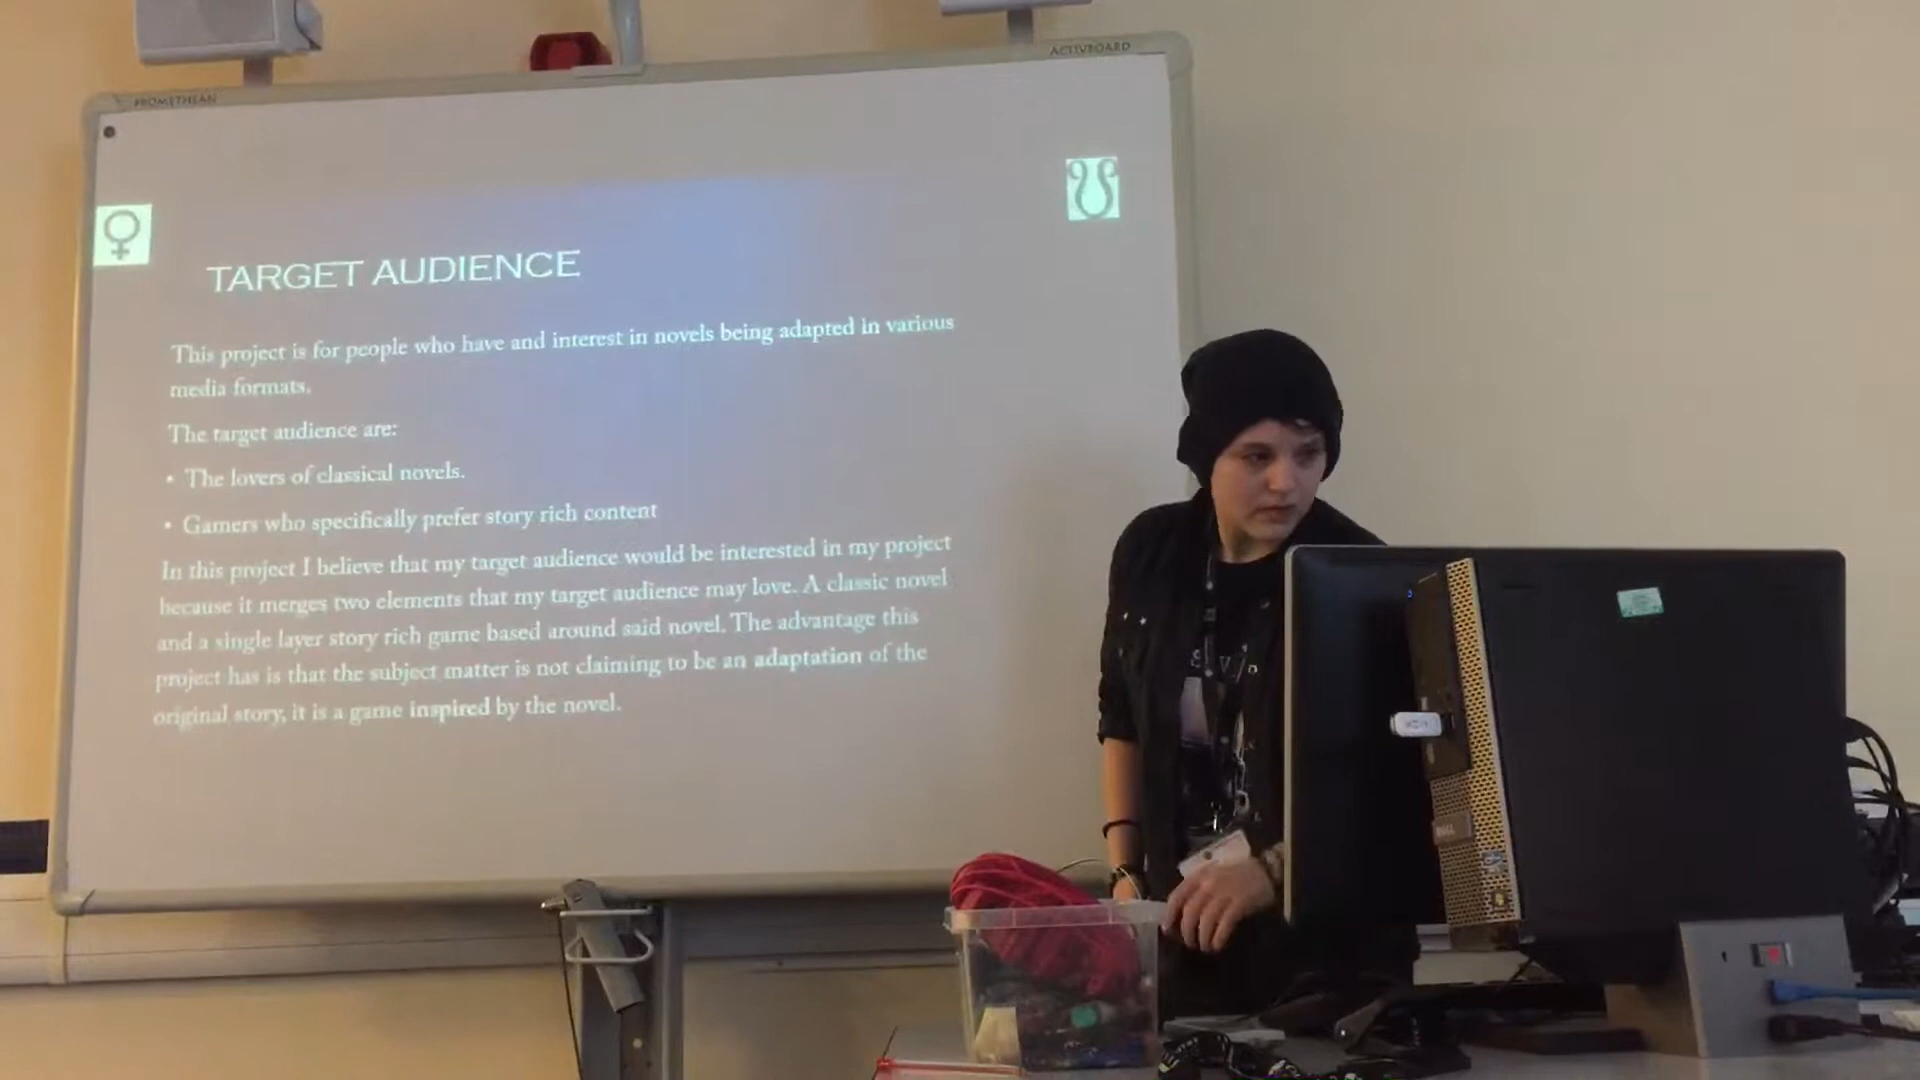 ACTIVBOARD
PROMETHEAN
TARGET AUDIENCE
This project is for people who have and interest in novels being adapted in various
media formats.
The target audience are:
• The lovers of classical novels.
• Gamers who specifically prefer story rich content
In this project I believe that my target audience would be interested in my project
because it merges two elements that my target audience may love. A classic novel
and a single layer story rich game based around said novel. The advantage this
project has is that the subject matter is not claiming to be an adaptation of the
original story, it is a game inspired by the novel.
DELL